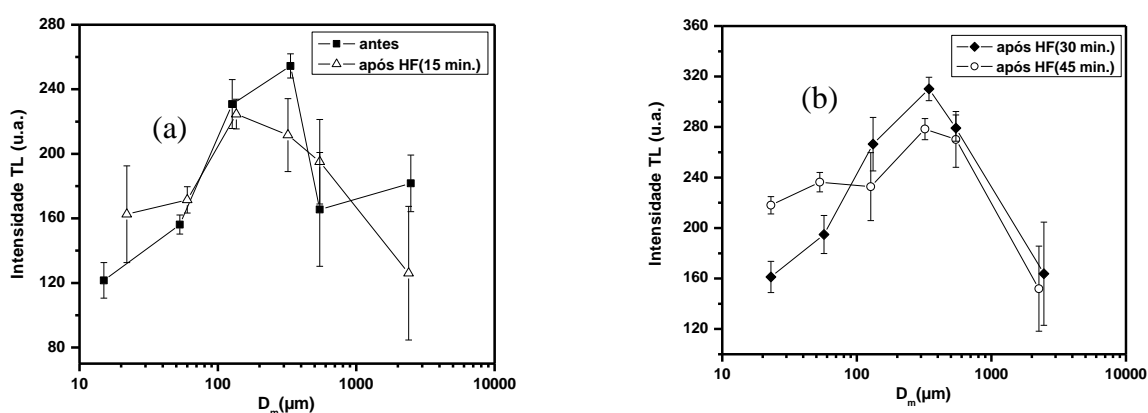 280
240
200
160
120
80
Intensidade TL (u.a.)
(a)
antes
após HF(15 min.)
10
100
1000
10000
Dm(µm)
360
320
280
240
200
160
120
Intensidade TL (u.a.)
(b)
após HF(30 min.)
após HF(45 min.)
10
100
1000
10000
Dm(µm)